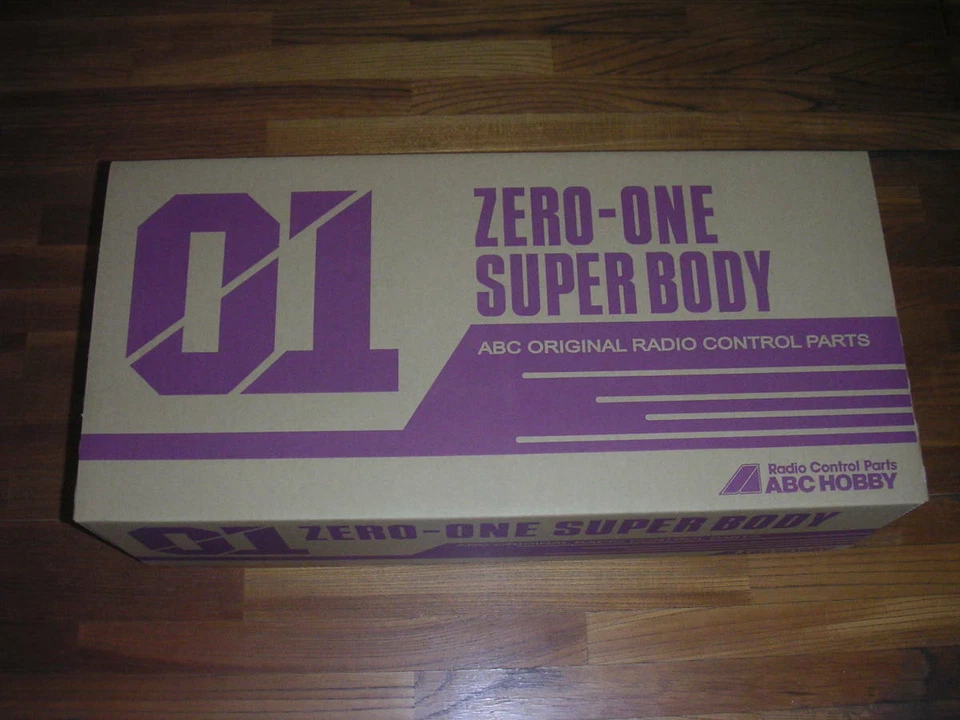 01
ZERO-ONE
SUPER BODY
ABC ORIGINAL RADIO CONTROL PARTS
Radio Control Parts
ABC HOBBY
01 ZERO-ONE SUPER BODY